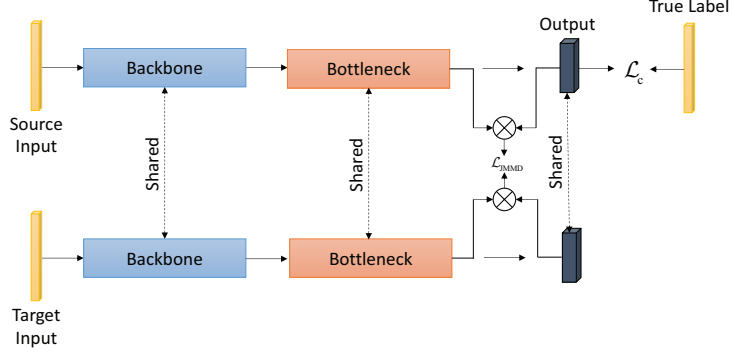 True Label
Output
Backbone
Bottleneck
ℒc
Source
Input
Shared
Shared
Shared
ℒJMMD
Backbone
Bottleneck
Target
Input